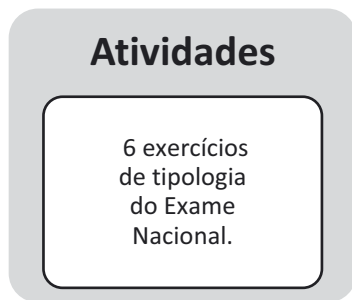 Atividades
6 exercícios
de tipologia
do Exame
Nacional.